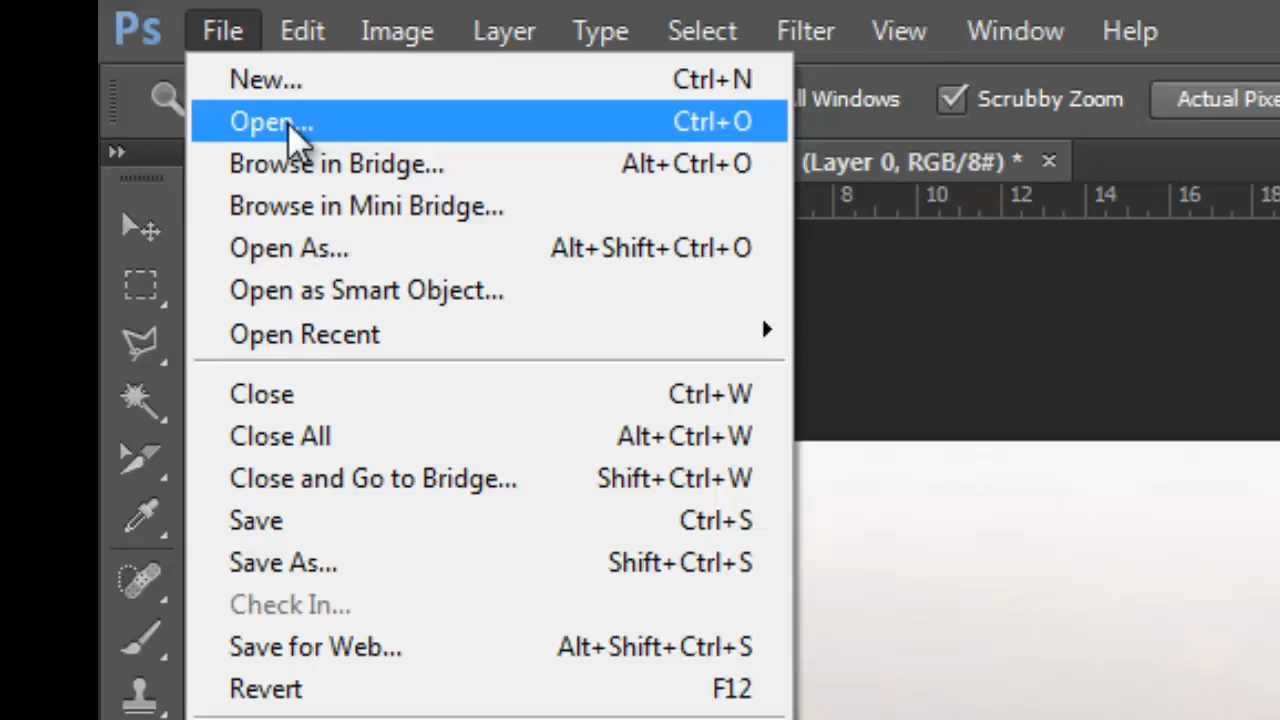 Ps File Edit Image Layer Type Select Filter View Window Help
New... Ctrl+N
Windows Scrubby Zoom Actual
Open... Ctrl+O
Browse in Bridge... Alt+Ctrl+O
(Layer 0, RGB/8#) * ×
8 10 12 14 16 18
Browse in Mini Bridge...
Open As... Alt+Shift+Ctrl+O
Open as Smart Object...
Open Recent
Close Ctrl+W
Close All Alt+Ctrl+W
Close and Go to Bridge... Shift+Ctrl+W
Save Ctrl+S
Save As... Shift+Ctrl+S
Check In...
Save for Web... Alt+Shift+Ctrl+S
Revert F12